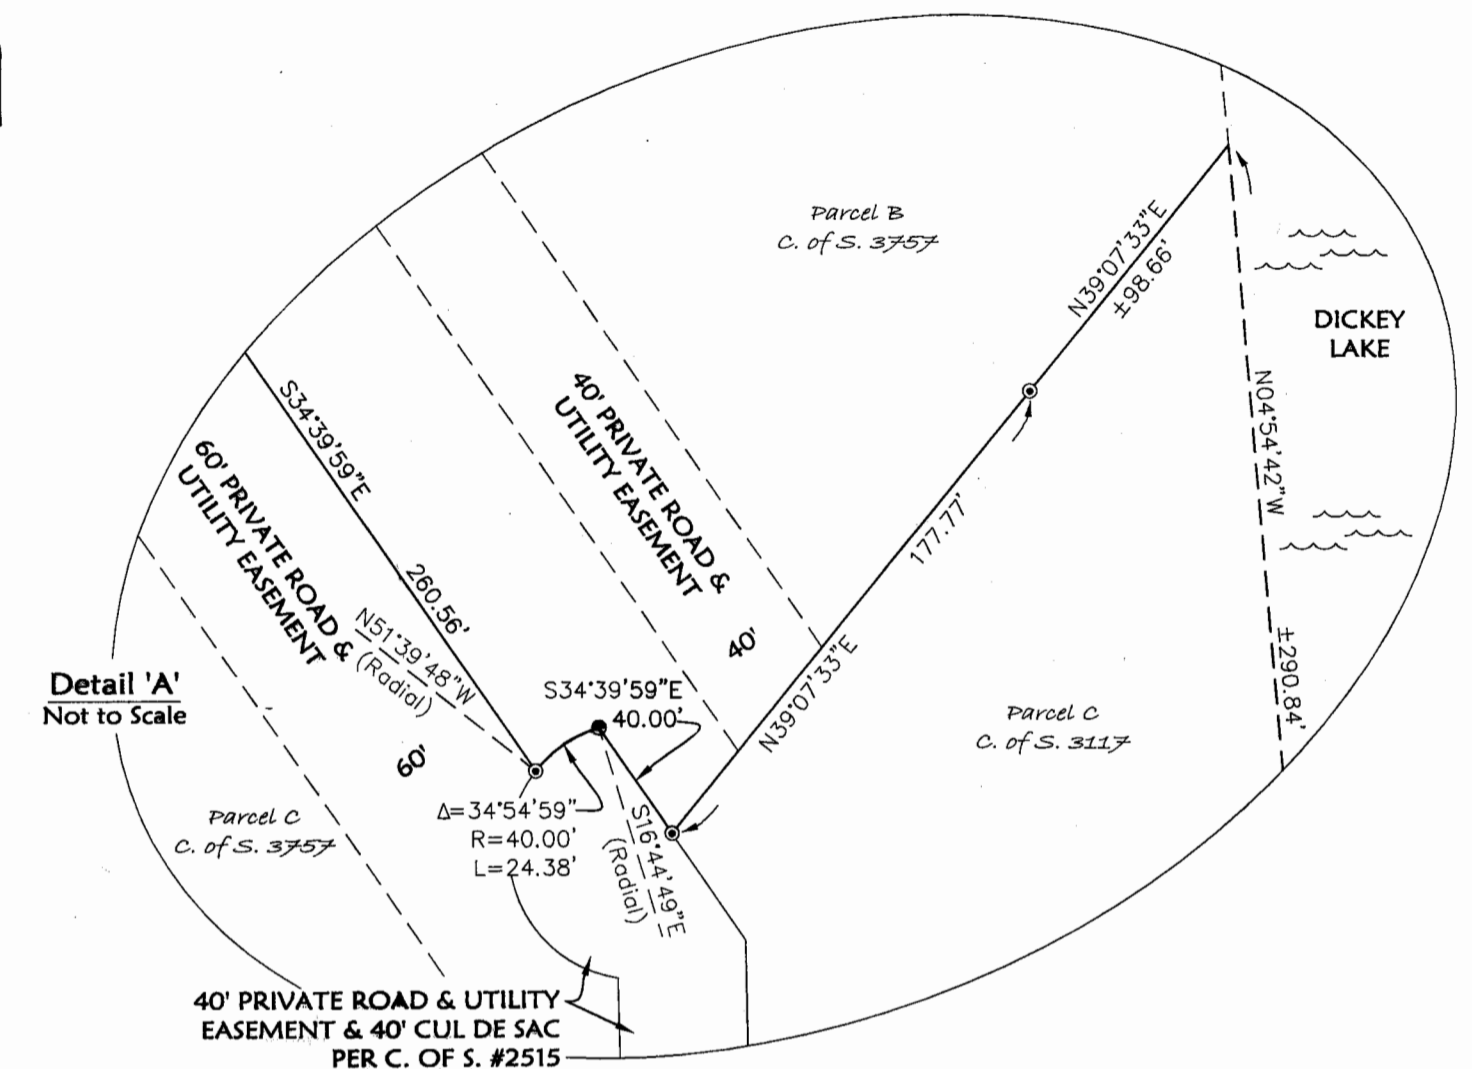 Parcel B
C. of S. 3757
N39°07'33"E
±98.66'
DICKEY
LAKE
N04°54'42"W
±290.84'
S34°39'59"E
260.56'
40' PRIVATE ROAD &
UTILITY EASEMENT
40'
177.77'
N39°07'33"E
60' PRIVATE ROAD &
UTILITY EASEMENT
60'
N51°39'48"W
(Radial)
Detail 'A'
Not to Scale
S34°39'59"E
40.00'
Parcel C
C. of S. 3117
Δ=34°54'59"
R=40.00'
L=24.38'
S16°44'49"E
(Radial)
Parcel C
C. of S. 3757
40' PRIVATE ROAD & UTILITY
EASEMENT & 40' CUL DE SAC
PER C. OF S. #2515